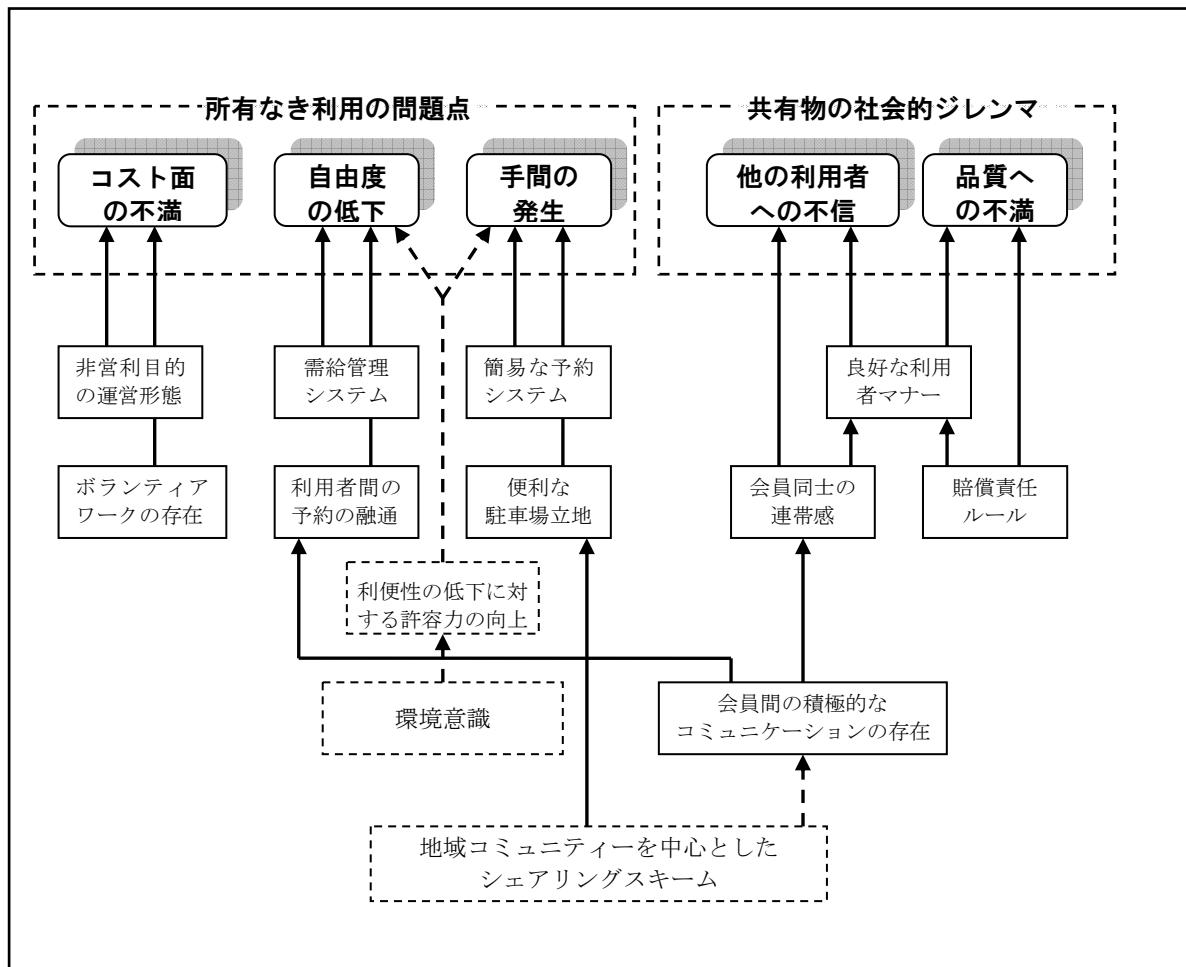 所有なき利用の問題点
共有物の社会的ジレンマ
コスト面
の不満
自由度
の低下
手間の
発生
他の利用者
への不信
品質へ
の不満
非営利目的
の運営形態
需給管理
システム
簡易な予約
システム
良好な利用
者マナー
ボランティア
ワークの存在
利用者間の
予約の融通
便利な
駐車場立地
会員同士の
連帯感
賠償責任
ルール
利便性の低下に対
する許容力の向上
環境意識
会員間の積極的な
コミュニケーションの存在
地域コミュニティーを中心とした
シェアリングスキーム